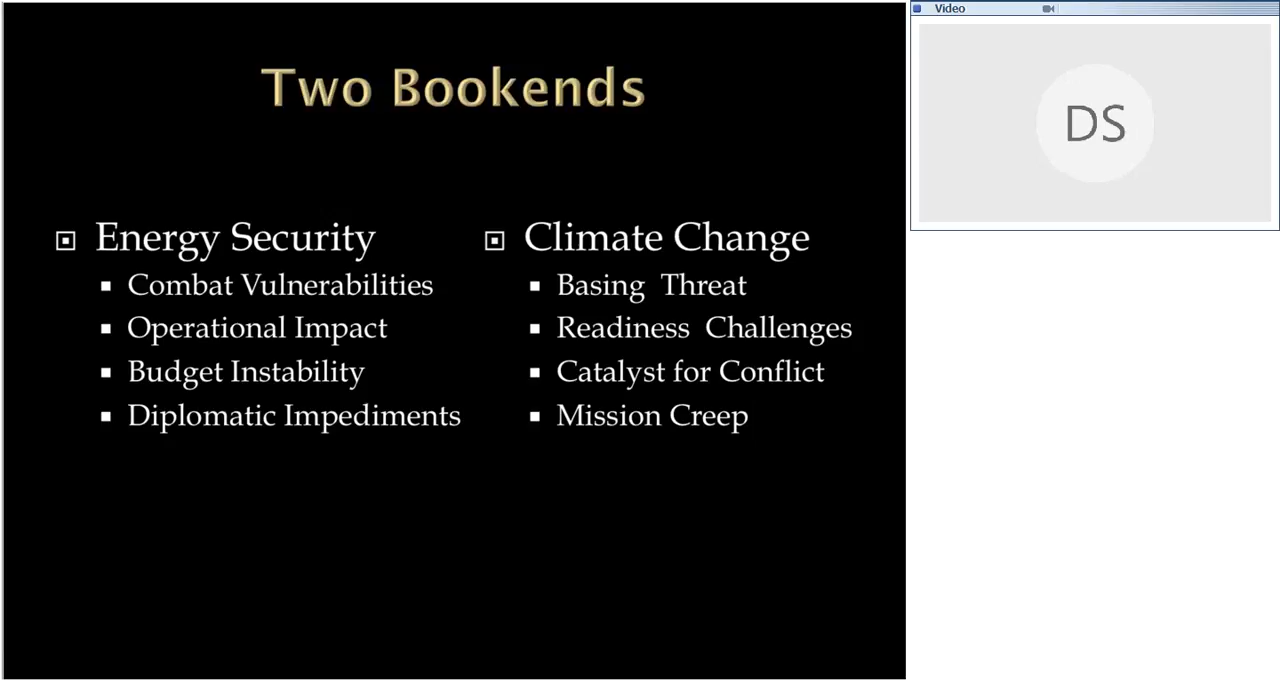 Two Bookends
Energy Security
Combat Vulnerabilities
Operational Impact
Budget Instability
Diplomatic Impediments
Climate Change
Basing  Threat
Readiness  Challenges
Catalyst for Conflict
Mission Creep
Video
DS